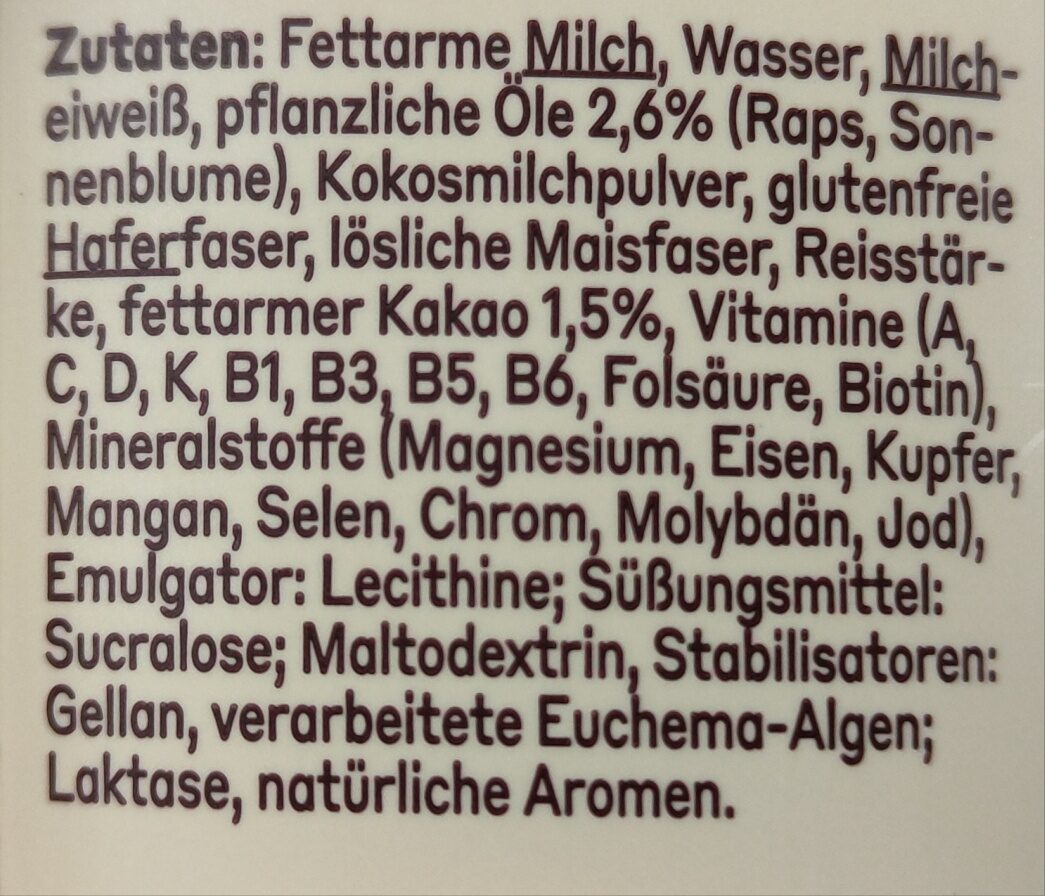 Zutaten: Fettarme Milch, Wasser, Milch-
eiweiß, pflanzliche Öle 2,6% (Raps, Son-
nenblume), Kokosmilchpulver, glutenfreie
Haferfaser, lösliche Maisfaser, Reisstär-
ke, fettarmer Kakao 1,5%, Vitamine (A,
C, D, K, B1, B3, B5, B6, Folsäure, Biotin),
Mineralstoffe (Magnesium, Eisen, Kupfer,
Mangan, Selen, Chrom, Molybdän, Jod),
Emulgator: Lecithine; Süßungsmittel:
Sucralose; Maltodextrin, Stabilisatoren:
Gellan, verarbeitete Euchema-Algen;
Laktase, natürliche Aromen.